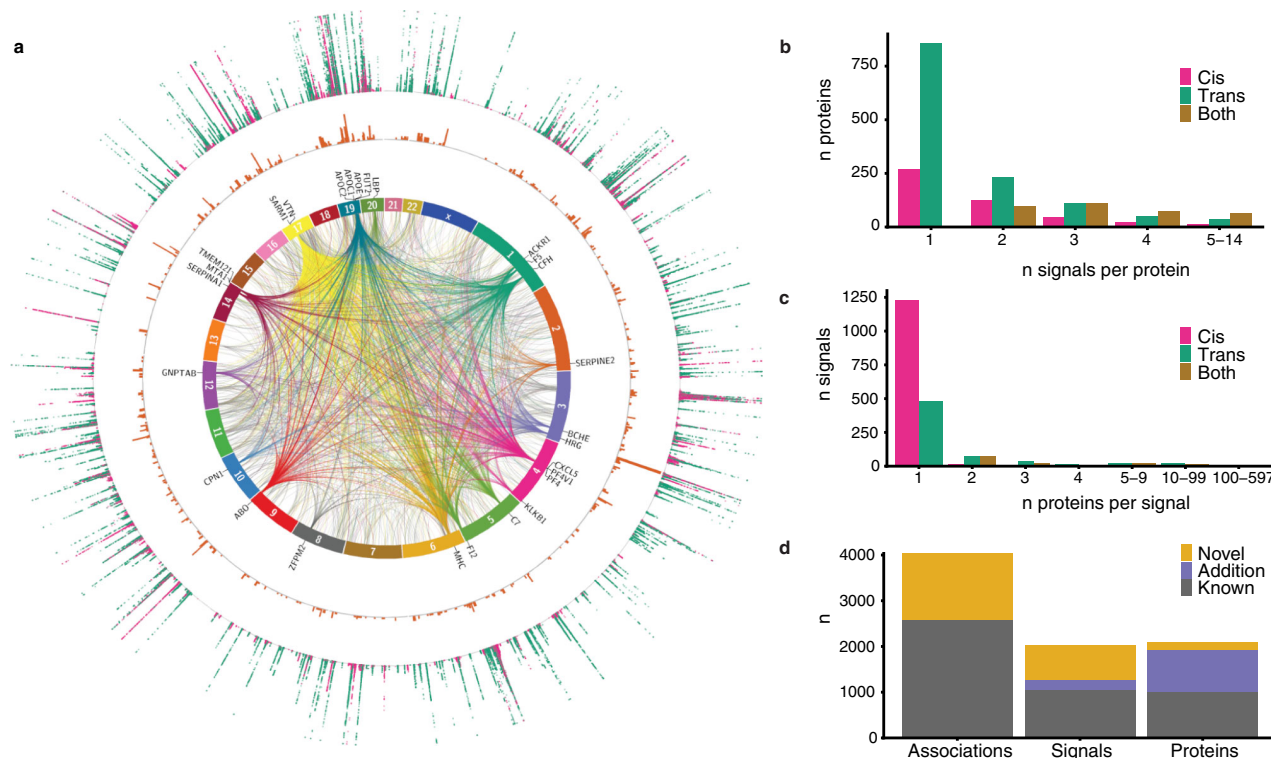 a
LBP
FUT2
APOE
APOC1
APOC2
VTN
SARM1
TMEM121
MTA1
SERPINA1
GNPTAB
CPN1
ABO
ZFPM2
MHC
F12
C7
KLKB1
PF4
PF4V1
CXCL5
HRG
BCHE
SERPINE2
CFH
F5
ACKR1
x
1
2
3
4
5
6
7
8
9
10
11
12
13
14
15
16
17
18
19
20
21
22
b
n proteins
750
500
250
0
1
2
3
4
5–14
n signals per protein
Cis
Trans
Both
c
n signals
1250
1000
750
500
250
0
1
2
3
4
5–9
10–99
100–597
n proteins per signal
Cis
Trans
Both
d
n
4000
3000
2000
1000
0
Associations
Signals
Proteins
Novel
Addition
Known